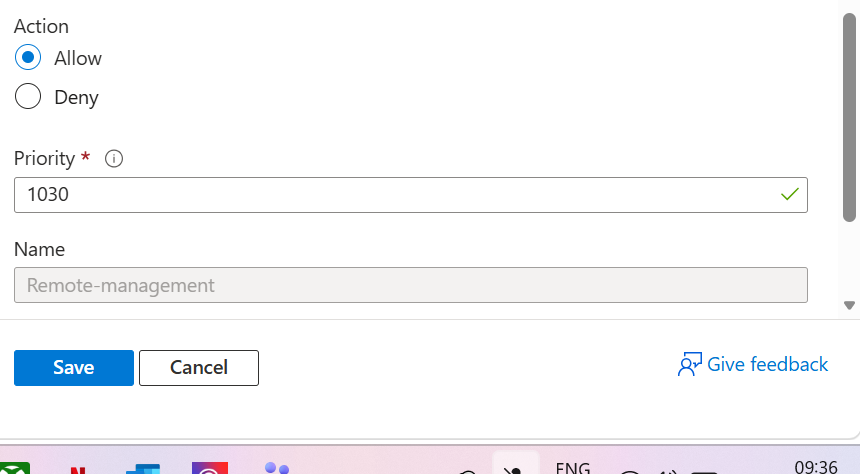 Action
Allow
Deny
Priority *
1030
Name
Remote-management
Save
Cancel
Give feedback
ENG
09:36